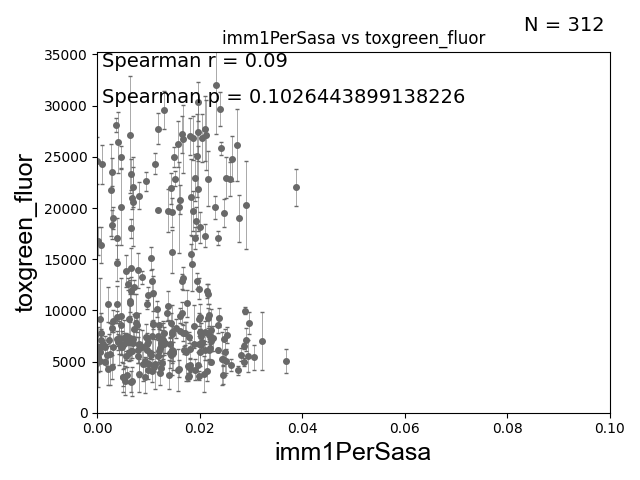 N = 312
imm1PerSasa vs toxgreen_fluor
Spearman r = 0.09
Spearman p = 0.1026443899138226
toxgreen_fluor
35000
30000
25000
20000
15000
10000
5000
0
0.00 0.02 0.04 0.06 0.08 0.10
imm1PerSasa